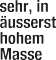 sehr, in
äusserst
hohem
Masse